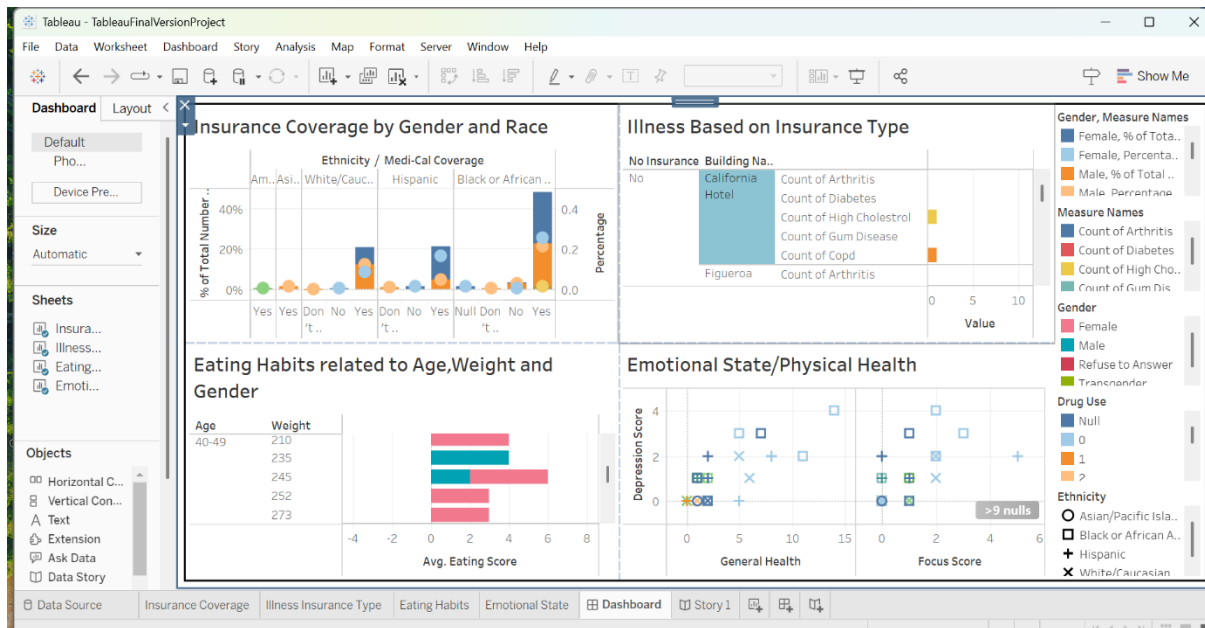 Tableau - TableauFinalVersionProject
File Data Worksheet Dashboard Story Analysis Map Format Server Window Help
Show Me
Dashboard Layout
Default
Pho...
Device Pre...
Size
Automatic
Sheets
Insura...
Illness...
Eating...
Emoti...
Objects
Horizontal C...
Vertical Con...
Text
Extension
Ask Data
Data Story
Insurance Coverage by Gender and Race
Ethnicity / Medi-Cal Coverage
Am.. Asi.. White/Cauc... Hispanic Black or African ..
% of Total Number ..
40%
20%
0%
0.4
0.2
0.0
Percentage
Yes Yes Don't .. No Yes Don't .. No Yes Null Don't .. No Yes
Illness Based on Insurance Type
No Insurance Building Na..
No California Hotel Count of Arthritis
Count of Diabetes
Count of High Cholestrol
Count of Gum Disease
Count of Copd
Figueroa Count of Arthritis
0 5 10
Value
Eating Habits related to Age,Weight and
Gender
Age Weight
40-49 210
235
245
252
273
-4 -2 0 2 4 6 8
Avg. Eating Score
Emotional State/Physical Health
Depression Score
4
2
0
>9 nulls
0 5 10 15 0 2 4 6
General Health Focus Score
Gender, Measure Names
Female, % of Tota..
Female, Percenta..
Male, % of Total ..
Male, Percentage
Measure Names
Count of Arthritis
Count of Diabetes
Count of High Cho..
Count of Gum Dis..
Gender
Female
Male
Refuse to Answer
Transgender
Drug Use
Null
0
1
2
Ethnicity
Asian/Pacific Isla..
Black or African A..
Hispanic
White/Caucasian
Data Source Insurance Coverage Illness Insurance Type Eating Habits Emotional State Dashboard Story 1